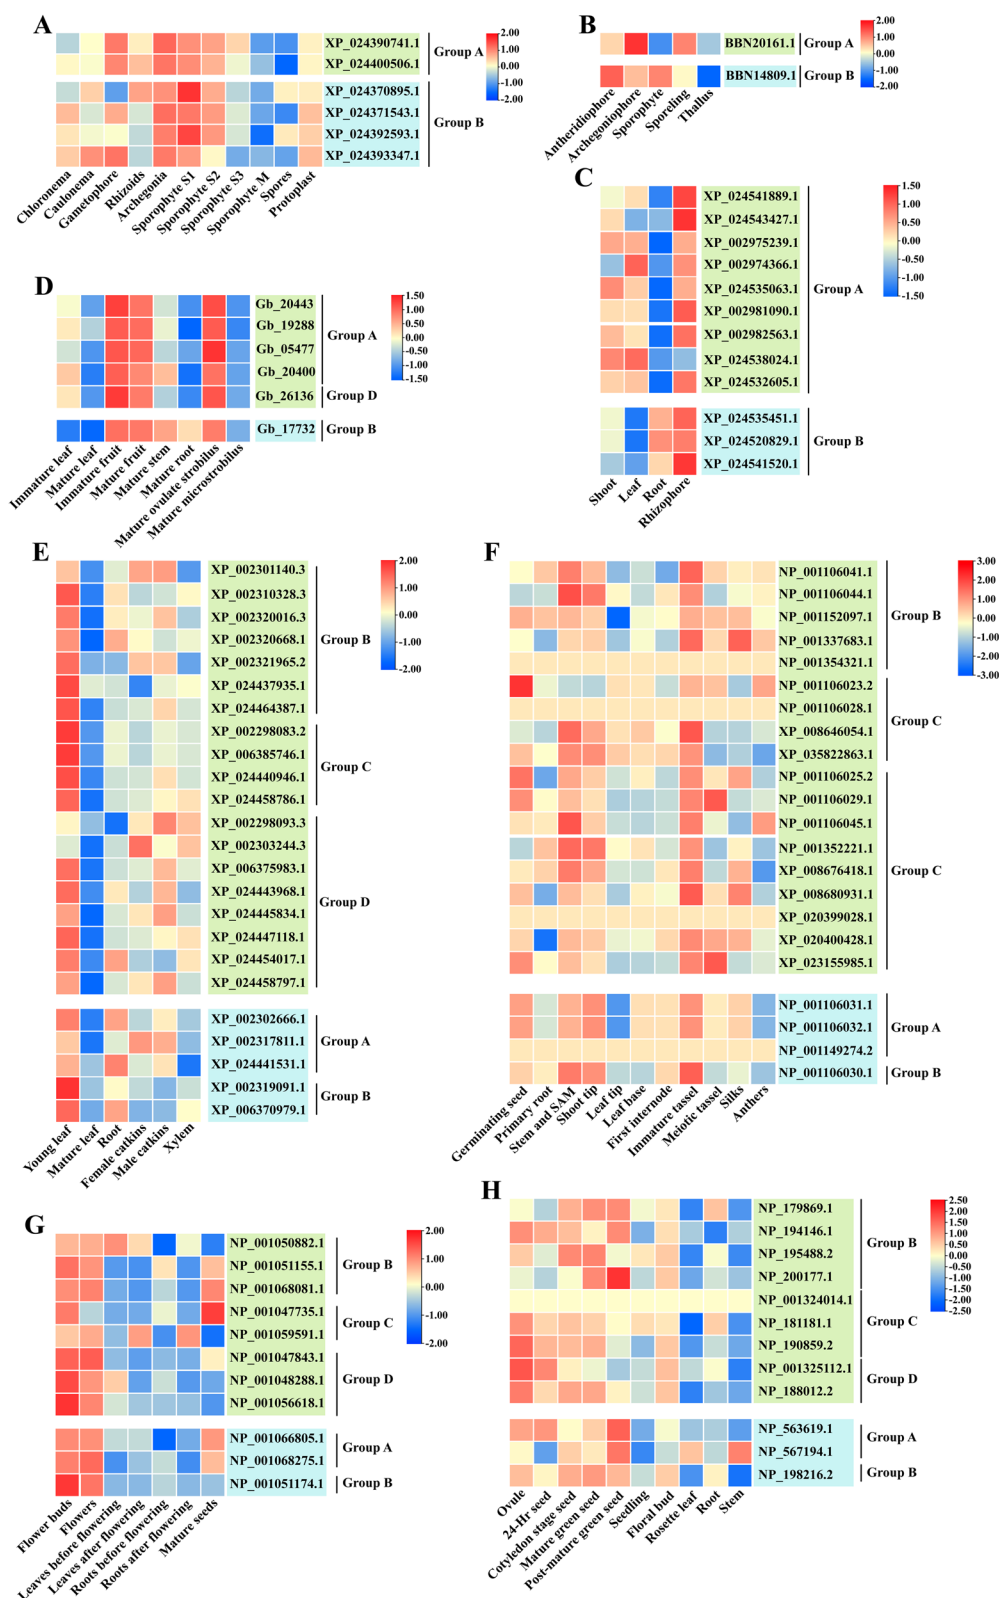 A
XP_024390741.1
XP_024400506.1
Group A
XP_024370895.1
XP_024371543.1
XP_024392593.1
XP_024393347.1
Group B
2.00
1.00
0.00
-1.00
-2.00
Chloronema
Caulonema
Gametophore
Rhizoids
Archegonia
Sporophyte S1
Sporophyte S2
Sporophyte S3
Sporophyte M
Spores
Protoplast
B
BBN20161.1
Group A
BBN14809.1
Group B
2.00
1.00
0.00
-1.00
-2.00
Antheridiophore
Archegoniophore
Sporophyte
Sporeling
Thallus
C
XP_024541889.1
XP_024543427.1
XP_002975239.1
XP_002974366.1
XP_024535063.1
XP_002981090.1
XP_002982563.1
XP_024538024.1
XP_024532605.1
Group A
XP_024535451.1
XP_024520829.1
XP_024541520.1
Group B
1.50
1.00
0.50
0.00
-0.50
-1.00
-1.50
Shoot
Leaf
Root
Rhizophore
D
Gb_20443
Gb_19288
Gb_05477
Gb_20400
Group A
Gb_26136
Group D
Gb_17732
Group B
1.50
1.00
0.50
0.00
-0.50
-1.00
-1.50
Immature leaf
Mature leaf
Immature fruit
Mature fruit
Mature stem
Mature root
Mature ovulate strobilus
Mature microstrobilus
E
XP_002301140.3
XP_002310328.3
XP_002320016.3
XP_002320668.1
XP_002321965.2
XP_024437935.1
XP_024464387.1
Group B
XP_002298083.2
XP_006385746.1
XP_024440946.1
XP_024458786.1
Group C
XP_002298093.3
XP_002303244.3
XP_006375983.1
XP_024443968.1
XP_024445834.1
XP_024447118.1
XP_024454017.1
XP_024458797.1
Group D
XP_002302666.1
XP_002317811.1
XP_024441531.1
Group A
XP_002319091.1
XP_006370979.1
Group B
2.00
1.00
0.00
-1.00
-2.00
Young leaf
Mature leaf
Root
Female catkins
Male catkins
Xylem
F
NP_001106041.1
NP_001106044.1
NP_001152097.1
NP_001337683.1
NP_001354321.1
Group B
NP_001106023.2
NP_001106028.1
XP_008646054.1
XP_035822863.1
Group C
NP_001106025.2
NP_001106029.1
NP_001106045.1
NP_001352221.1
XP_008676418.1
XP_008680931.1
XP_020399028.1
XP_020400428.1
XP_023155985.1
Group C
NP_001106031.1
NP_001106032.1
NP_001149274.2
Group A
NP_001106030.1
Group B
3.00
2.00
1.00
0.00
-1.00
-2.00
-3.00
Germinating seed
Primary root
Stem and SAM
Shoot tip
Leaf tip
Leaf base
First internode
Immature tassel
Meiotic tassel
Silks
Anthers
G
NP_001050882.1
NP_001051155.1
NP_001068081.1
Group B
NP_001047735.1
NP_001059591.1
Group C
NP_001047843.1
NP_001048288.1
NP_001056618.1
Group D
NP_001066805.1
NP_001068275.1
Group A
NP_001051174.1
Group B
2.00
1.00
0.00
-1.00
-2.00
Flower buds
Flowers
Leaves before flowering
Leaves after flowering
Roots before flowering
Roots after flowering
Mature seeds
H
NP_179869.1
NP_194146.1
NP_195488.2
NP_200177.1
Group B
NP_001324014.1
NP_181181.1
NP_190859.2
Group C
NP_001325112.1
NP_188012.2
Group D
NP_563619.1
NP_567194.1
Group A
NP_198216.2
Group B
2.50
2.00
1.50
1.00
0.50
0.00
-0.50
-1.00
-1.50
-2.00
-2.50
Ovule
24-Hr seed
Cotyledon stage seed
Mature green seed
Post-mature green seed
Seedling
Floral bud
Rosette leaf
Root
Stem